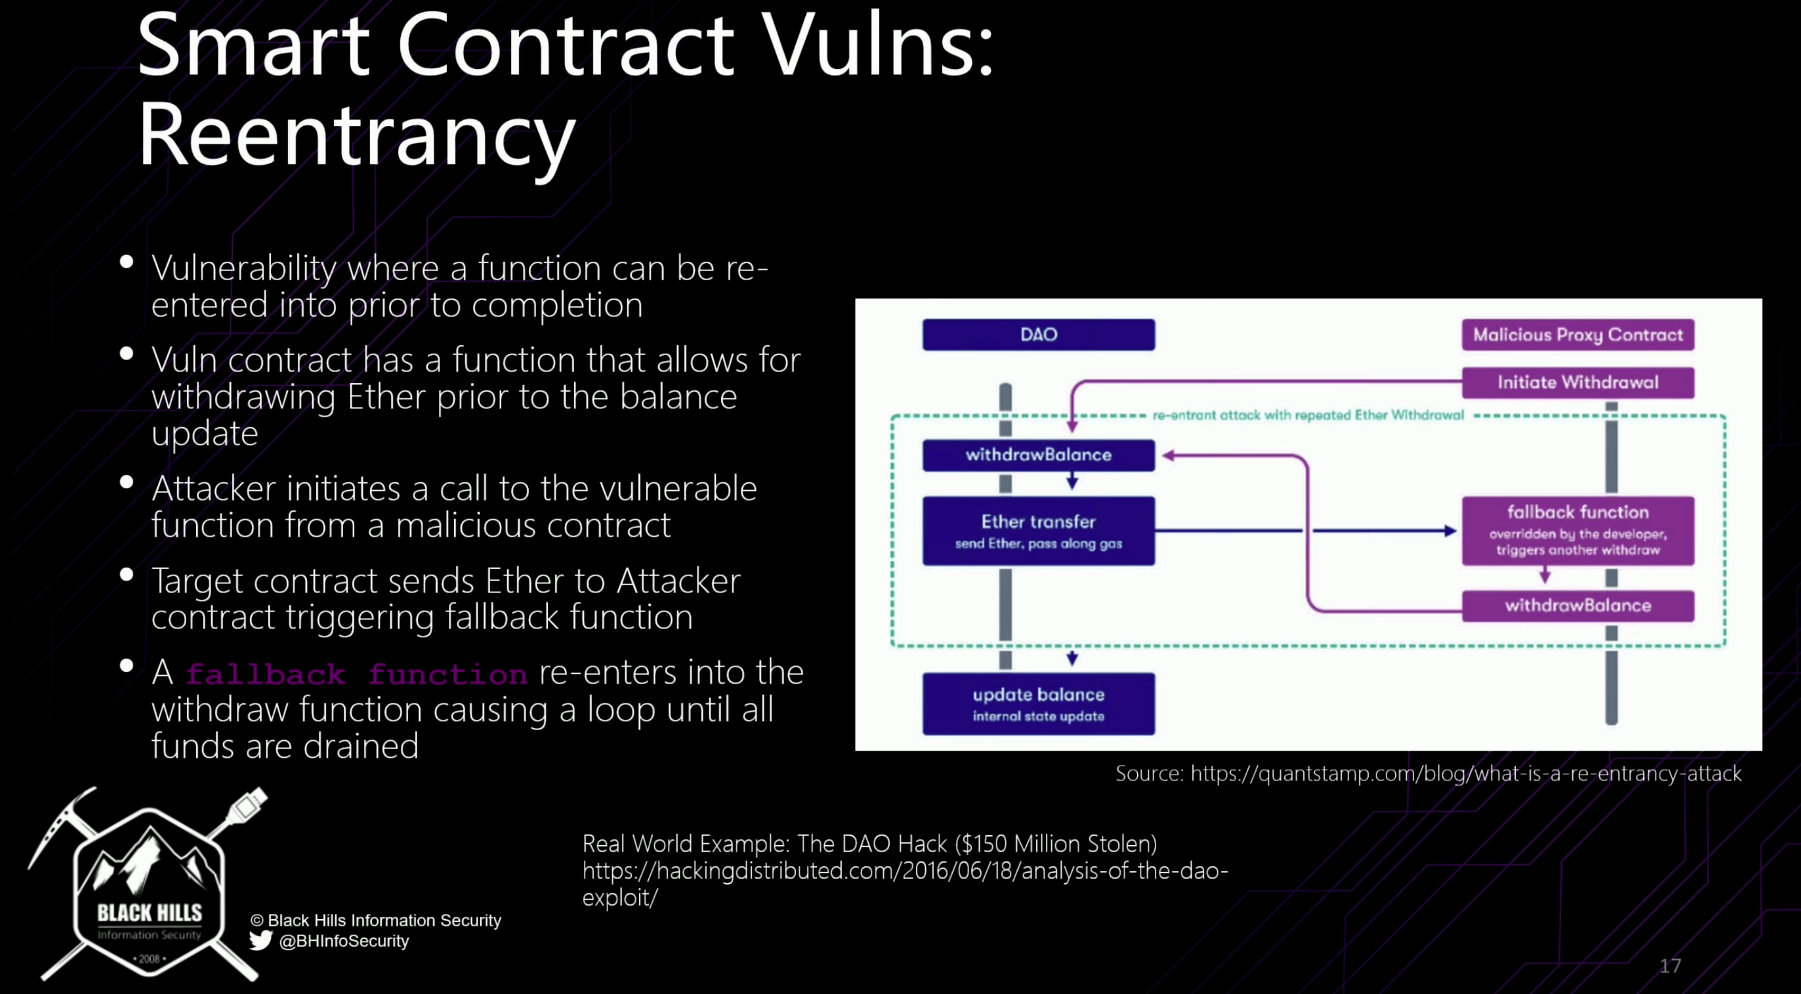 Smart Contract Vulns:
Reentrancy
• Vulnerability where a function can be re-
entered into prior to completion
• Vuln contract has a function that allows for
withdrawing Ether prior to the balance
update
• Attacker initiates a call to the vulnerable
function from a malicious contract
• Target contract sends Ether to Attacker
contract triggering fallback function
• A fallback function re-enters into the
withdraw function causing a loop until all
funds are drained
DAO
Malicious Proxy Contract
Initiate Withdrawal
re-entrant attack with repeated Ether Withdrawal
withdrawBalance
Ether transfer
send Ether, pass along gas
fallback function
overridden by the developer,
triggers another withdraw
withdrawBalance
update balance
internal state update
Source: https://quantstamp.com/blog/what-is-a-re-entrancy-attack
Real World Example: The DAO Hack ($150 Million Stolen)
https://hackingdistributed.com/2016/06/18/analysis-of-the-dao-
exploit/
BLACK HILLS
Information Security
• 2008 •
© Black Hills Information Security
@BHInfoSecurity
17